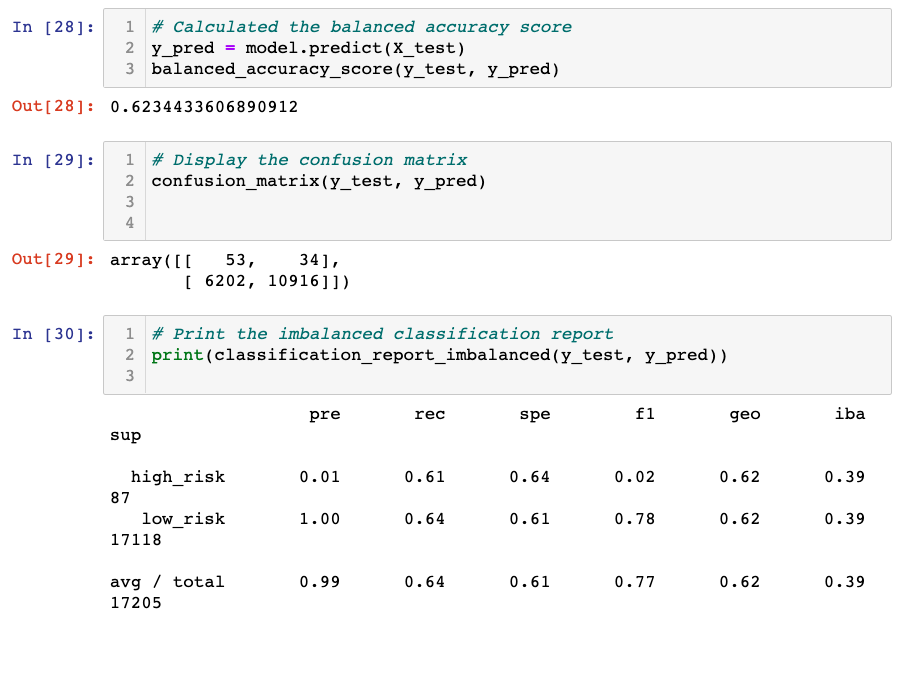 In [28]:
1 # Calculated the balanced accuracy score
2 y_pred = model.predict(X_test)
3 balanced_accuracy_score(y_test, y_pred)
Out[28]: 0.6234433606890912
In [29]:
1 # Display the confusion matrix
2 confusion_matrix(y_test, y_pred)
3
4
Out[29]: array([[   53,    34],
       [ 6202, 10916]])
In [30]:
1 # Print the imbalanced classification report
2 print(classification_report_imbalanced(y_test, y_pred))
3
                   pre       rec       spe        f1       geo       iba
sup
  high_risk       0.01      0.61      0.64      0.02      0.62      0.39
87
   low_risk       1.00      0.64      0.61      0.78      0.62      0.39
17118
avg / total       0.99      0.64      0.61      0.77      0.62      0.39
17205